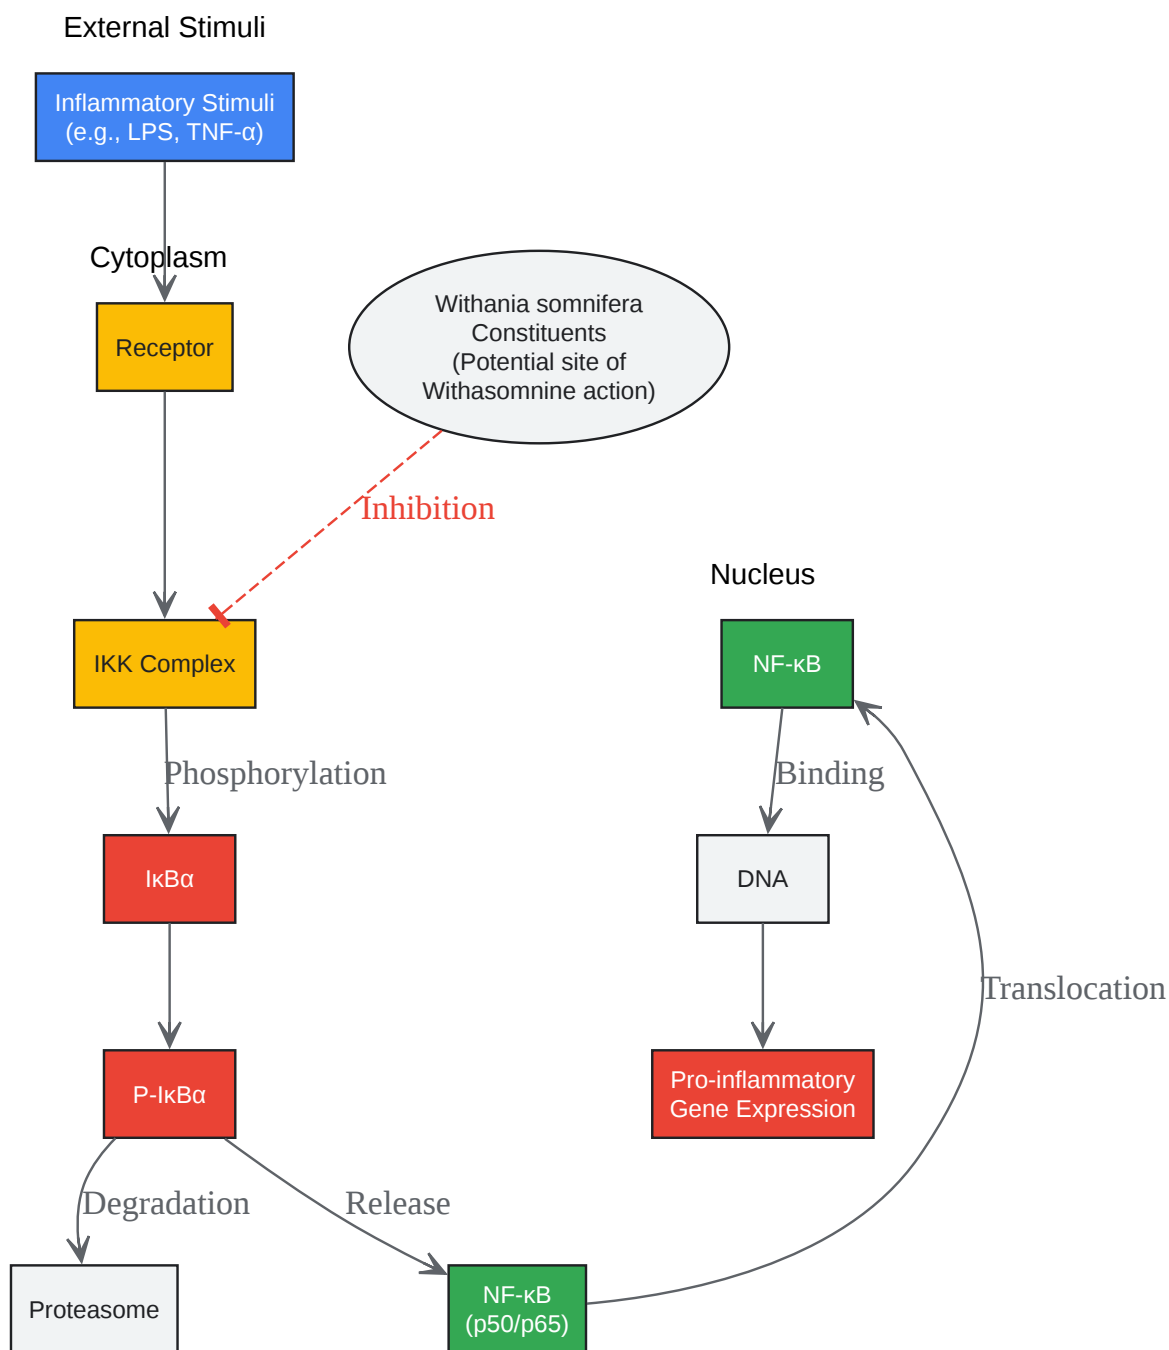 External Stimuli
Inflammatory Stimuli
(e.g., LPS, TNF-α)
Cytoplasm
Receptor
Withania somnifera
Constituents
(Potential site of
Withasomnine action)
Inhibition
Nucleus
IKK Complex
NF-κB
Phosphorylation
Binding
IκBα
DNA
Translocation
P-IκBα
Pro-inflammatory
Gene Expression
Degradation
Release
Proteasome
NF-κB
(p50/p65)